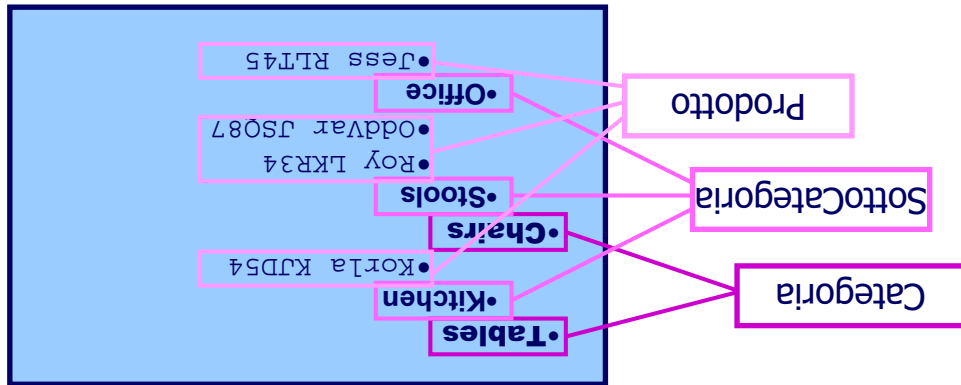 Categoria
SottoCategoria
Prodotto
•Tables
•Kitchen
•Korla KJD54
•Chairs
•Stools
•Roy LKR34
•OddVar JSQ87
•Office
•Jess RLT45